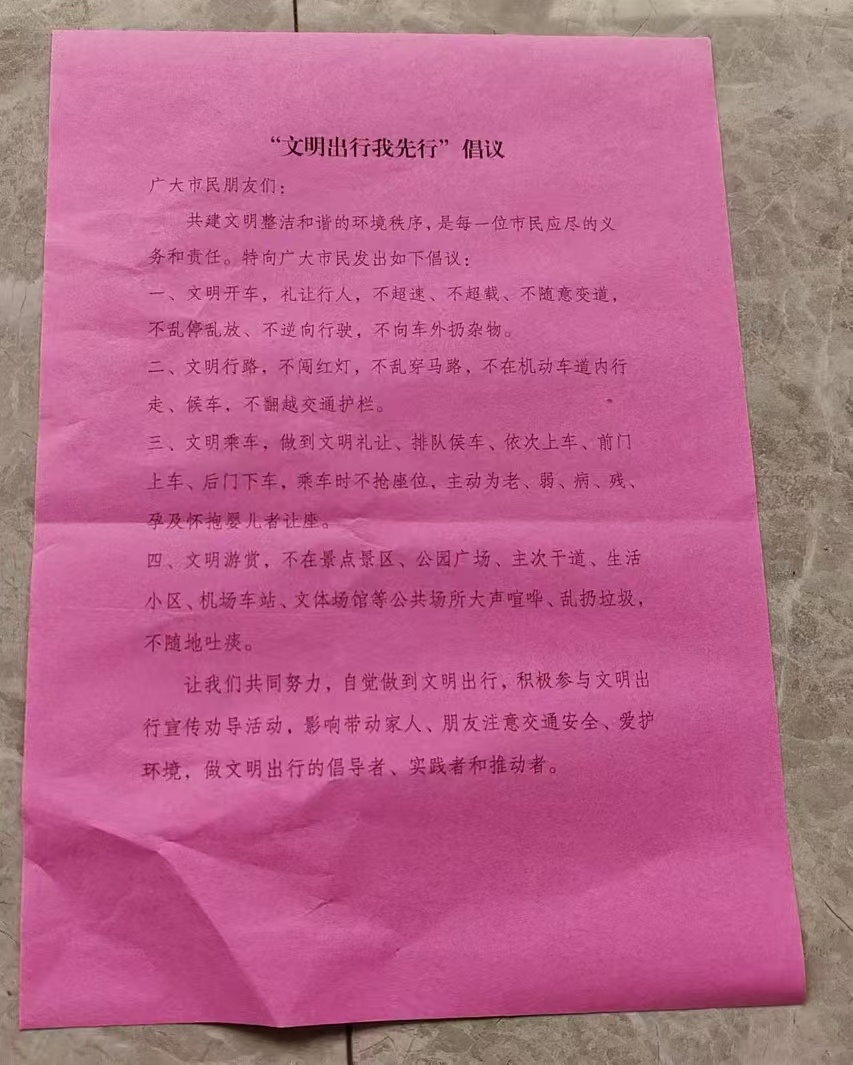 “文明出行我先行”倡议
广大市民朋友们：
共建文明整洁和谐的环境秩序，是每一位市民应尽的义
务和责任。特向广大市民发出如下倡议：
一、文明开车，礼让行人，不超速、不超载、不随意变道，
不乱停乱放、不逆向行驶，不向车外扔杂物。
二、文明行路，不闯红灯，不乱穿马路，不在机动车道内行
走、候车，不翻越交通护栏。
三、文明乘车，做到文明礼让、排队侯车、依次上车、前门
上车、后门下车，乘车时不抢座位，主动为老、弱、病、残、
孕及怀抱婴儿者让座。
四、文明游赏，不在景点景区、公园广场、主次干道、生活
小区、机场车站、文体场馆等公共场所大声喧哗、乱扔垃圾，
不随地吐痰。
让我们共同努力，自觉做到文明出行，积极参与文明出
行宣传劝导活动，影响带动家人、朋友注意交通安全、爱护
环境，做文明出行的倡导者、实践者和推动者。